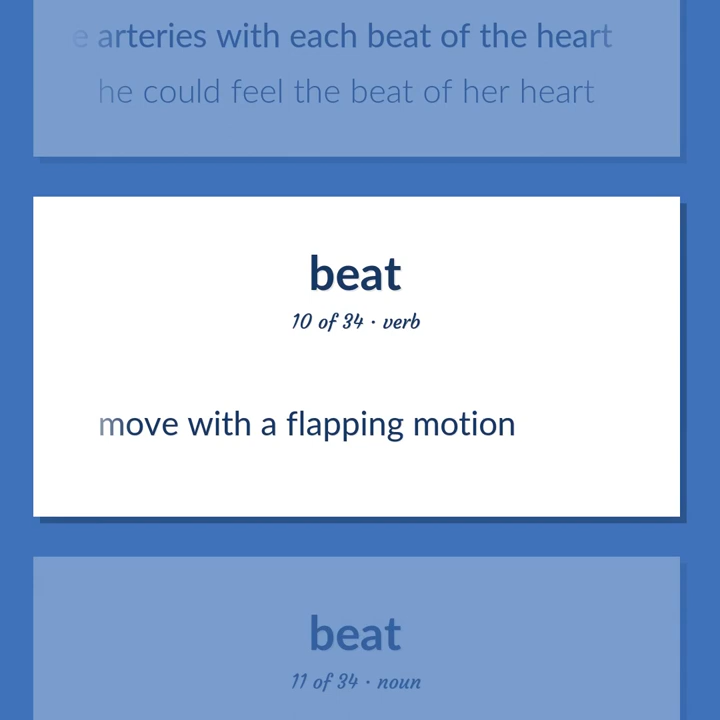 e arteries with each beat of the heart
he could feel the beat of her heart
beat
10 of 34 · verb
move with a flapping motion
beat
11 of 34 · noun